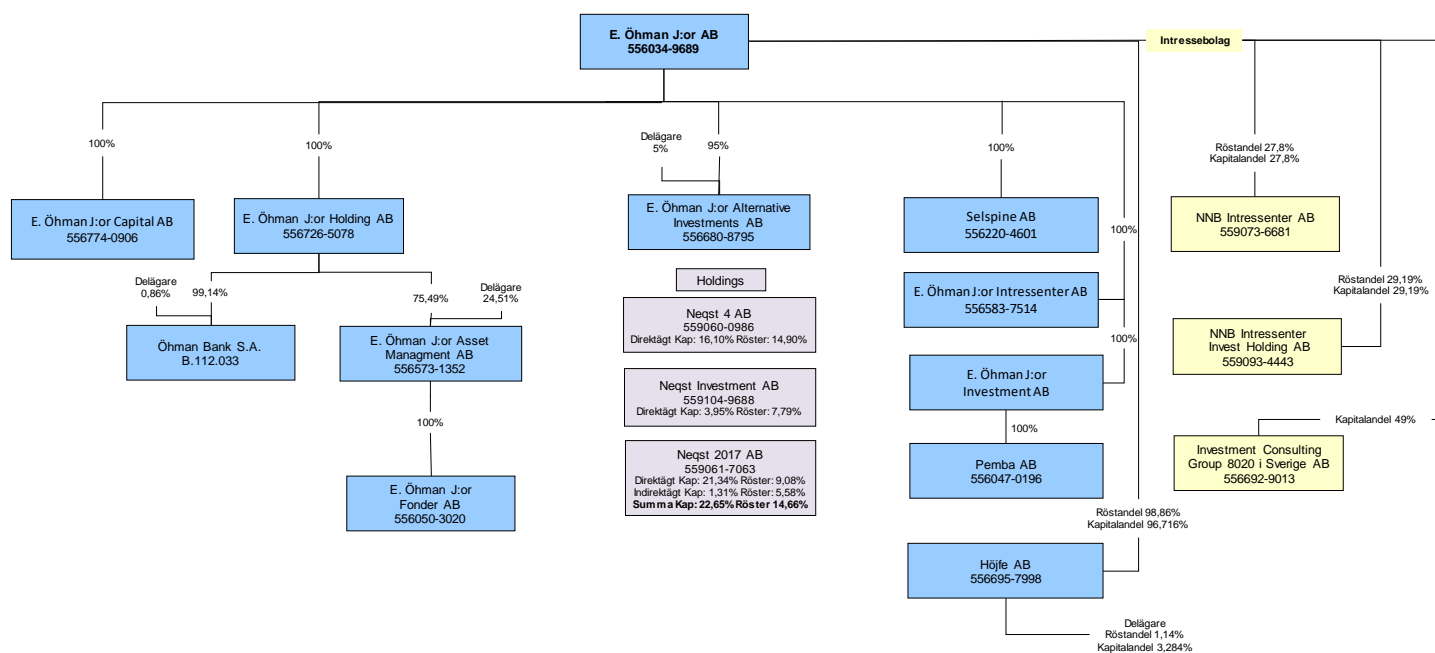 E. Öhman J:or AB
556034-9689
Intressebolag
100%
100%
Delägare
5%
95%
100%
100%
Röstandel 27,8%
Kapitalandel 27,8%
E. Öhman J:or Capital AB
556774-0906
E. Öhman J:or Holding AB
556726-5078
E. Öhman J:or Alternative
Investments AB
556680-8795
Selspine AB
556220-4601
NNB Intressenter AB
559073-6681
Delägare
0,86%
99,14%
75,49%
Delägare
24,51%
Holdings
E. Öhman J:or Intressenter AB
556583-7514
Röstandel 29,19%
Kapitalandel 29,19%
Öhman Bank S.A.
B.112.033
E. Öhman J:or Asset
Managment AB
556573-1352
Neqst 4 AB
559060-0986
Direktägt Kap: 16,10% Röster: 14,90%
100%
NNB Intressenter
Invest Holding AB
559093-4443
Neqst Investment AB
559104-9688
Direktägt Kap: 3,95% Röster: 7,79%
E. Öhman J:or
Investment AB
100%
100%
Kapitalandel 49%
Neqst 2017 AB
559061-7063
Direktägt Kap: 21,34% Röster: 9,08%
Indirektägt Kap: 1,31% Röster: 5,58%
Summa Kap: 22,65% Röster 14,66%
Pemba AB
556047-0196
Investment Consulting
Group 8020 i Sverige AB
556692-9013
E. Öhman J:or
Fonder AB
556050-3020
Röstandel 98,86%
Kapitalandel 96,716%
Höjfe AB
556695-7998
Delägare
Röstandel 1,14%
Kapitalandel 3,284%